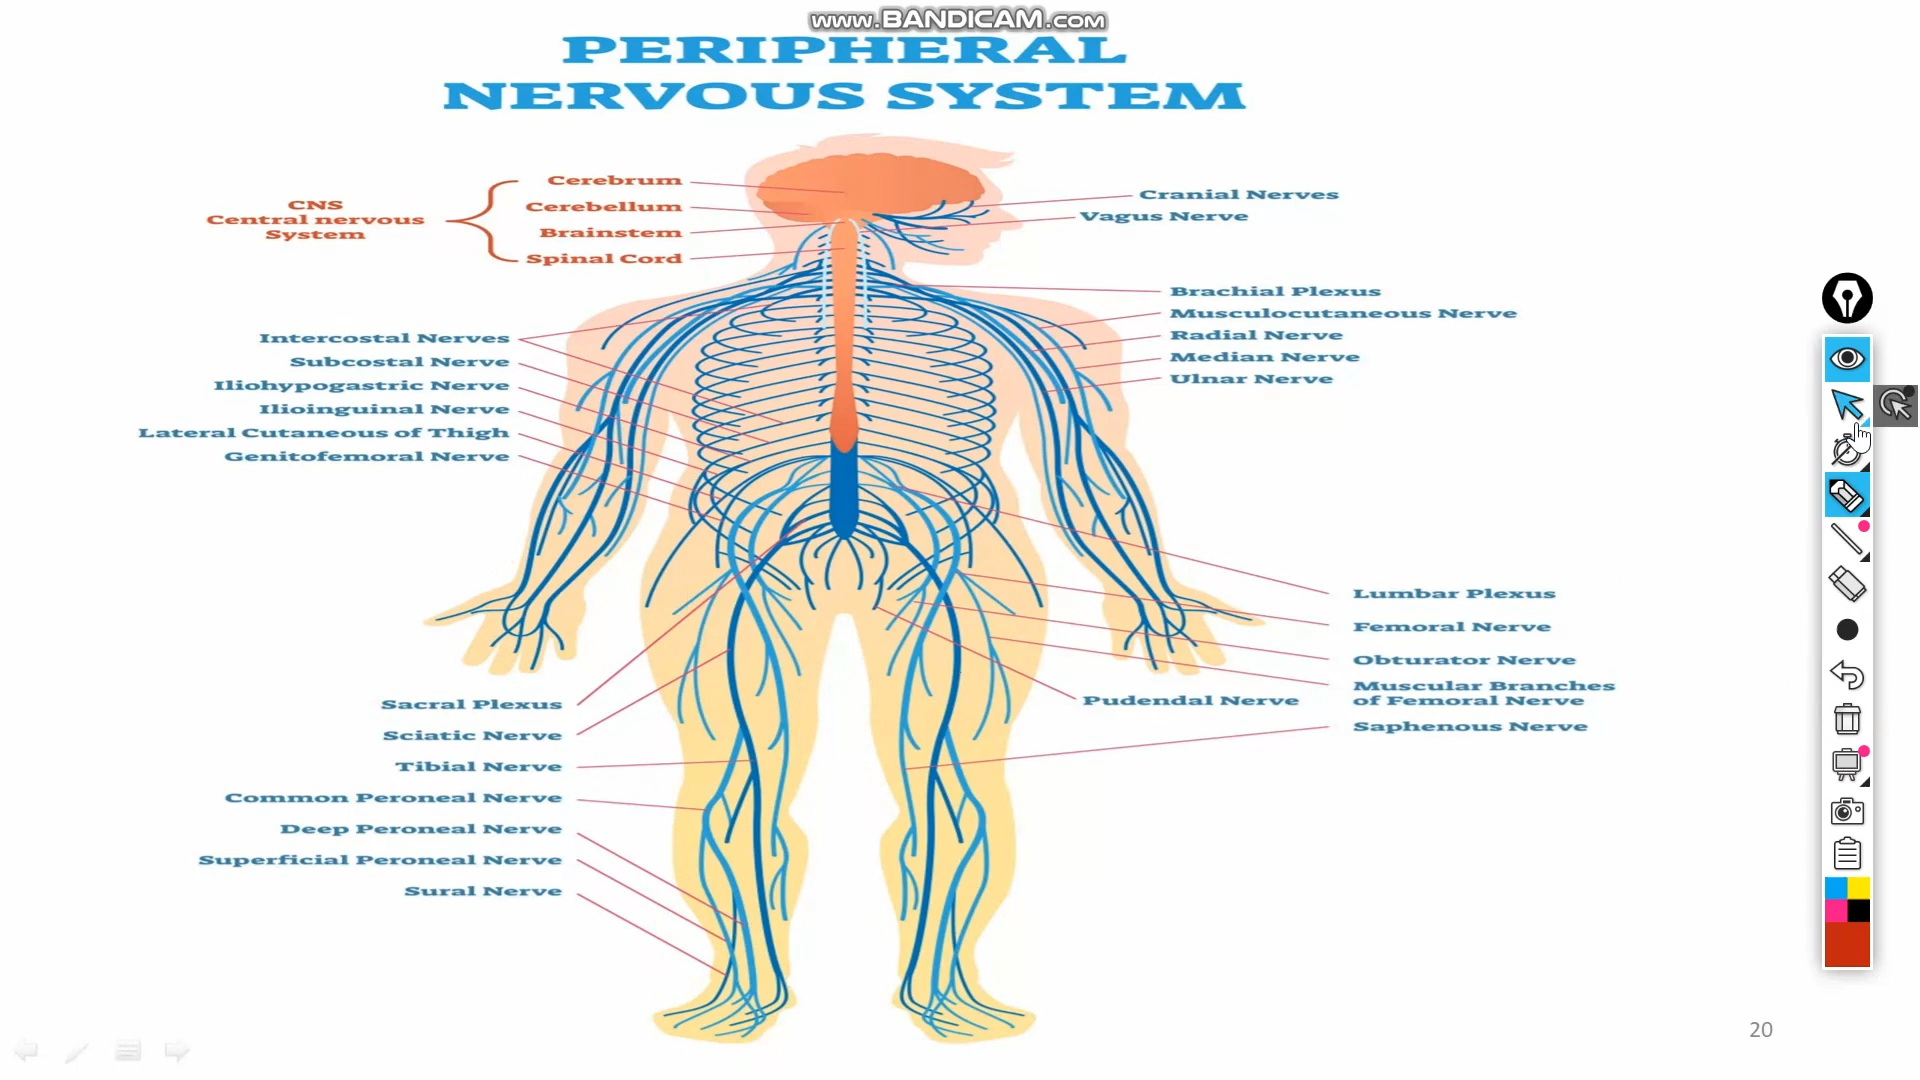 www.BANDICAM.com
PERIPHERAL
NERVOUS SYSTEM
CNS
Central nervous
System
Cerebrum
Cerebellum
Brainstem
Spinal Cord
Cranial Nerves
Vagus Nerve
Brachial Plexus
Musculocutaneous Nerve
Radial Nerve
Median Nerve
Ulnar Nerve
Intercostal Nerves
Subcostal Nerve
Iliohypogastric Nerve
Ilioinguinal Nerve
Lateral Cutaneous of Thigh
Genitofemoral Nerve
Lumbar Plexus
Femoral Nerve
Obturator Nerve
Muscular Branches
of Femoral Nerve
Pudendal Nerve
Saphenous Nerve
Sacral Plexus
Sciatic Nerve
Tibial Nerve
Common Peroneal Nerve
Deep Peroneal Nerve
Superficial Peroneal Nerve
Sural Nerve
20